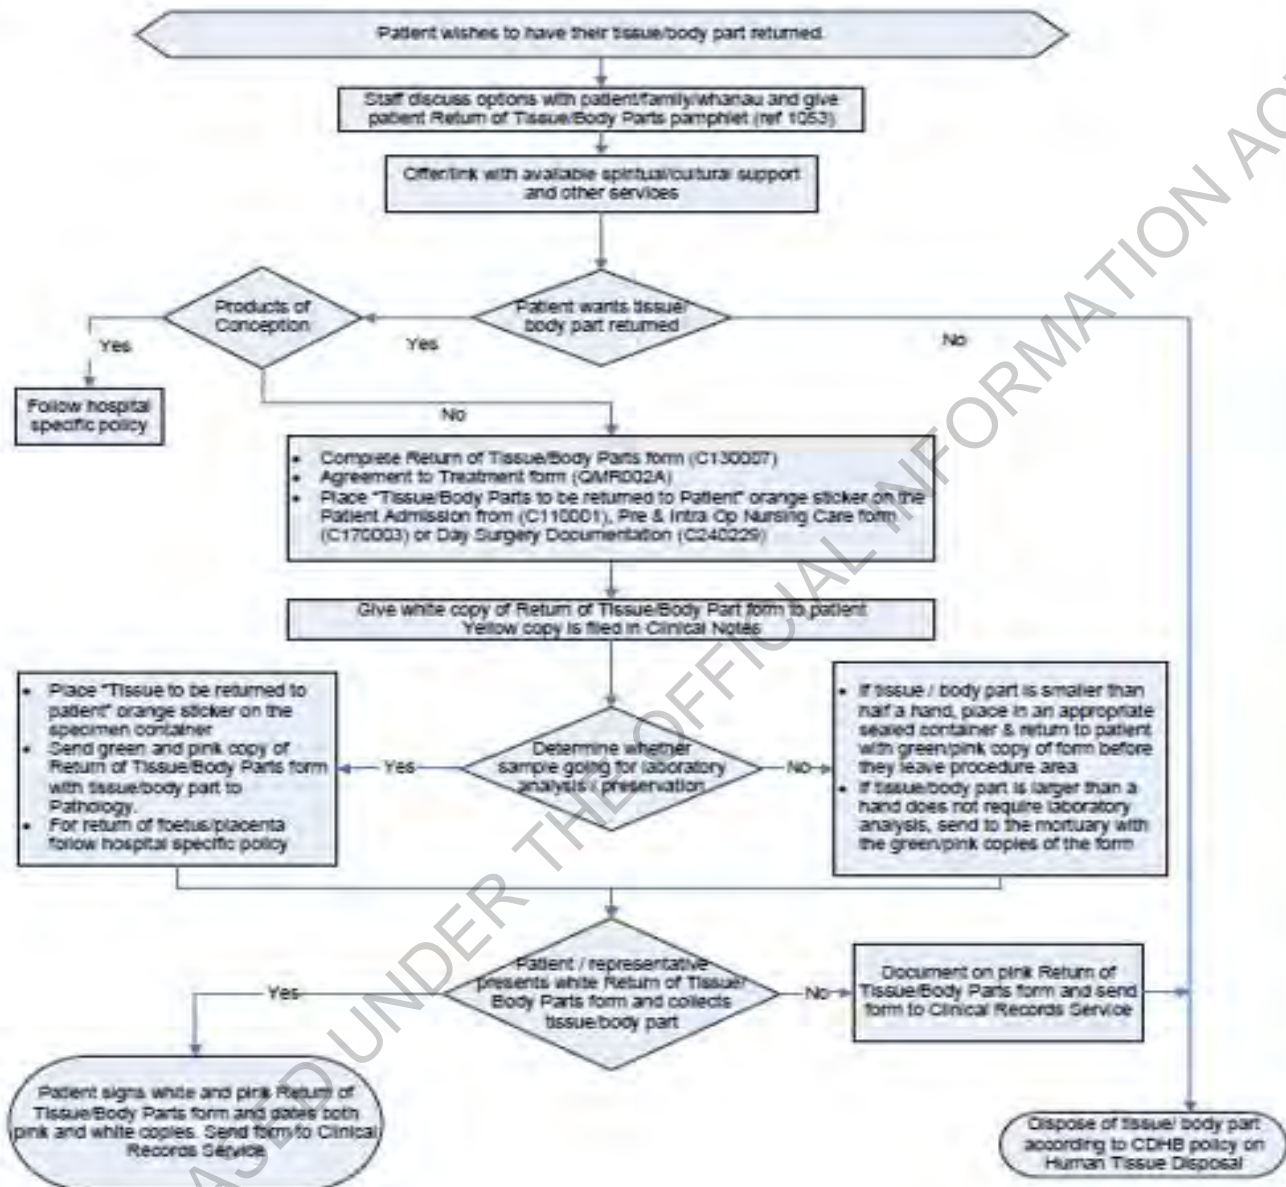 Patient wishes to have their tissue/body part returned.
Staff discuss options with patient/family/whanau and give
patient Return of Tissue/Body Parts pamphlet (ref 1053)
Offer/link with available spiritual/cultural support
and other services
Products of
Conception
Patient wants tissue/
body part returned
Yes
Yes
No
Follow hospital
specific policy
No
• Complete Return of Tissue/Body Parts form (C130007)
• Agreement to Treatment form (QMR002A)
• Place "Tissue/Body Parts to be returned to Patient" orange sticker on the
Patient Admission from (C110001), Pre & Intra Op Nursing Care form
(C170003) or Day Surgery Documentation (C240229)
Give white copy of Return of Tissue/Body Part form to patient
Yellow copy is filed in Clinical Notes
• Place "Tissue to be returned to
patient" orange sticker on the
specimen container
• Send green and pink copy of
Return of Tissue/Body Parts form
with tissue/body part to
Pathology.
• For return of foetus/placenta
follow hospital specific policy
Yes
Determine whether
sample going for laboratory
analysis / preservation
No
• If tissue / body part is smaller than
half a hand, place in an appropriate
sealed container & return to patient
with green/pink copy of form before
they leave procedure area
• If tissue/body part is larger than a
hand does not require laboratory
analysis, send to the mortuary with
the green/pink copies of the form
Yes
Patient / representative
presents white Return of Tissue/
Body Parts form and collects
tissue/body part
No
Document on pink Return of
Tissue/Body Parts form and send
form to Clinical Records Service
Patient signs white and pink Return of
Tissue/Body Parts form and dates both
pink and white copies. Send form to Clinical
Records Service
Dispose of tissue/ body part
according to CDHB policy on
Human Tissue Disposal
ASED UNDER THE OFFICIAL INFORMATION AC